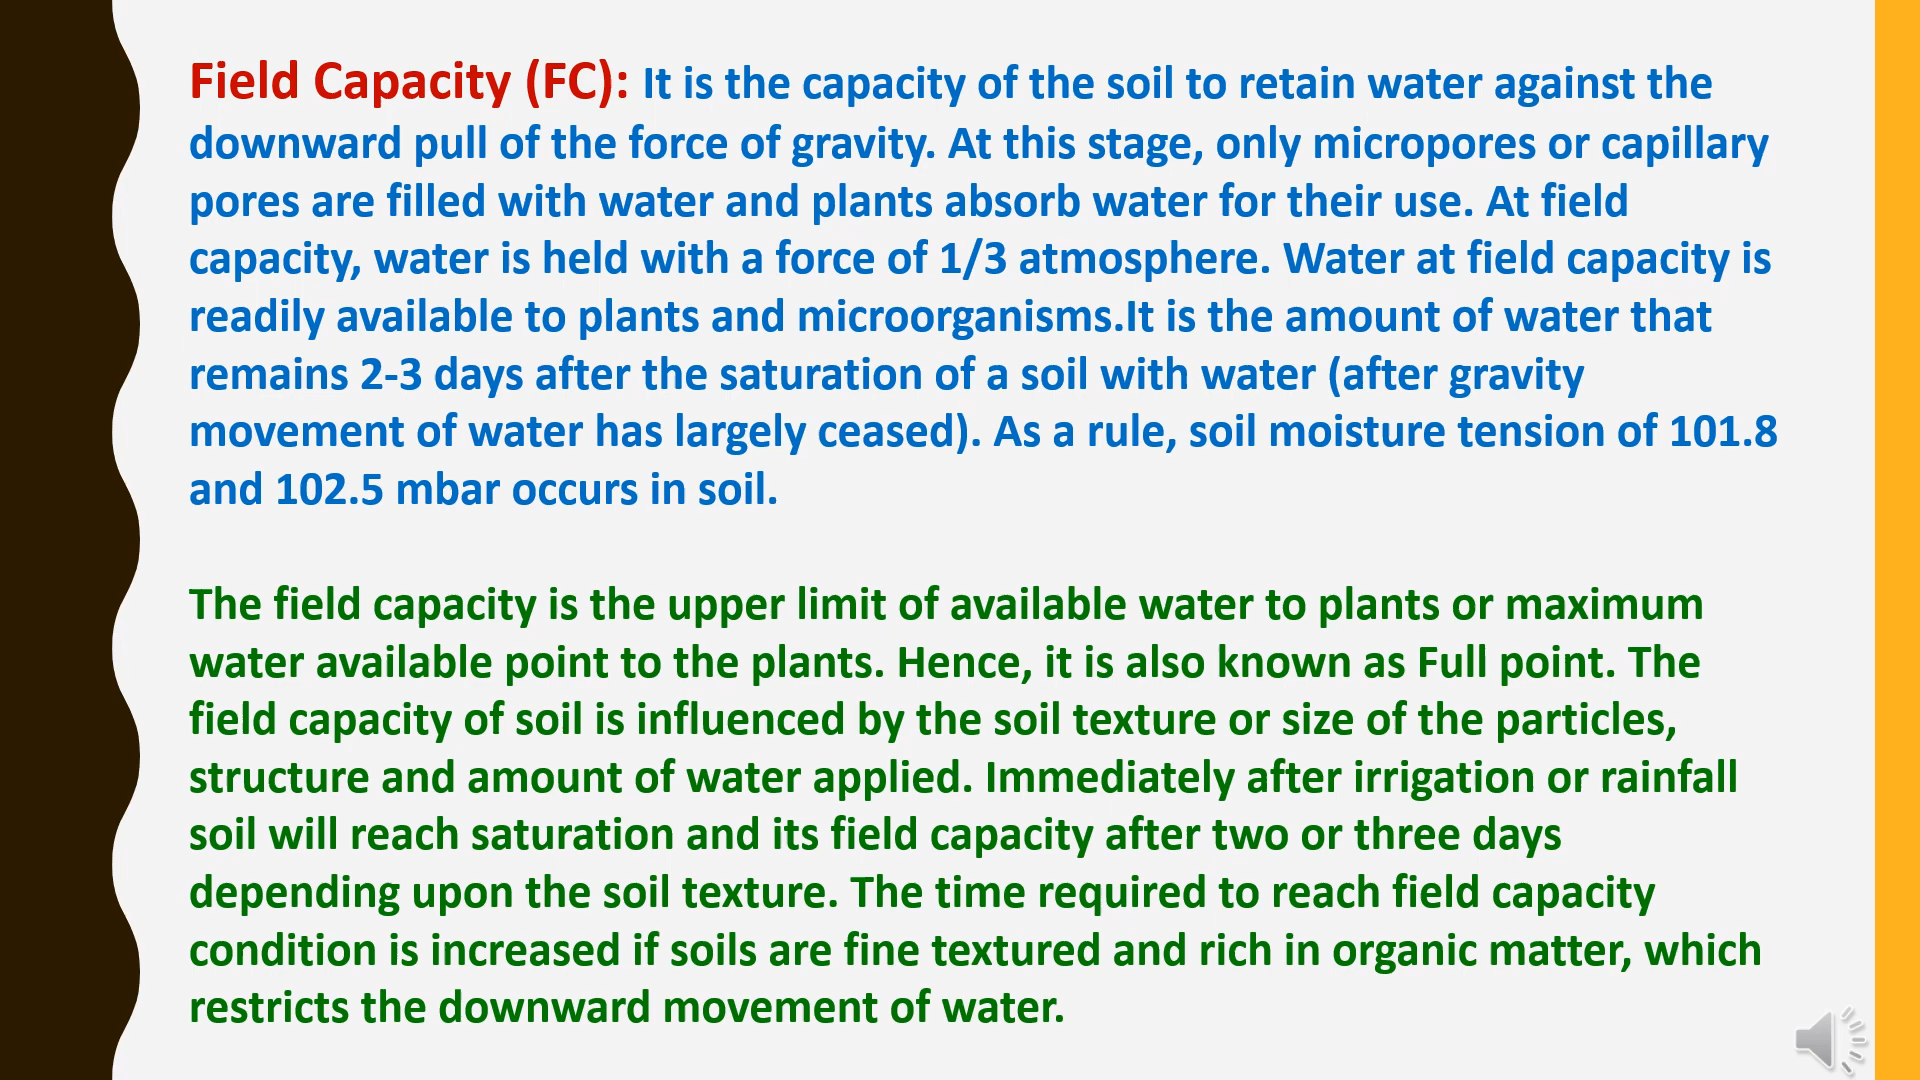 Field Capacity (FC): It is the capacity of the soil to retain water against the
downward pull of the force of gravity. At this stage, only micropores or capillary
pores are filled with water and plants absorb water for their use. At field
capacity, water is held with a force of 1/3 atmosphere. Water at field capacity is
readily available to plants and microorganisms.It is the amount of water that
remains 2-3 days after the saturation of a soil with water (after gravity
movement of water has largely ceased). As a rule, soil moisture tension of 101.8
and 102.5 mbar occurs in soil.
The field capacity is the upper limit of available water to plants or maximum
water available point to the plants. Hence, it is also known as Full point. The
field capacity of soil is influenced by the soil texture or size of the particles,
structure and amount of water applied. Immediately after irrigation or rainfall
soil will reach saturation and its field capacity after two or three days
depending upon the soil texture. The time required to reach field capacity
condition is increased if soils are fine textured and rich in organic matter, which
restricts the downward movement of water.